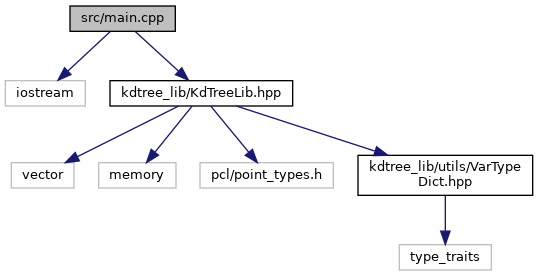 src/main.cpp
iostream
kdtree_lib/KdTreeLib.hpp
vector
memory
pcl/point_types.h
kdtree_lib/utils/VarType
Dict.hpp
type_traits